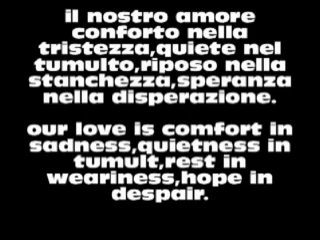 il nostro amore
conforto nella
tristezza,quiete nel
tumulto,riposo nella
stanchezza,speranza
nella disperazione.
our love is comfort in
sadness,quietness in
tumult,rest in
weariness,hope in
despair.